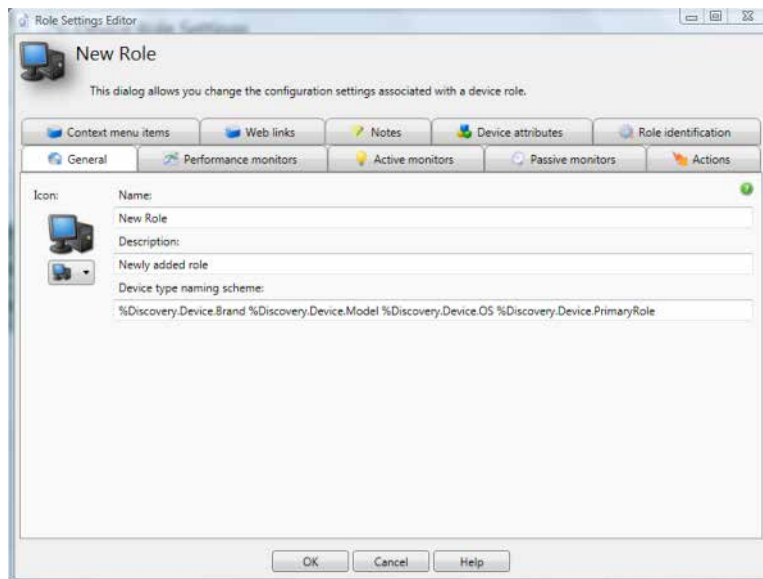 Role Settings Editor
New Role
This dialog allows you change the configuration settings associated with a device role.
Context menu items
Web links
Notes
Device attributes
Role identification
General
Performance monitors
Active monitors
Passive monitors
Actions
Icon:
Name:
New Role
Description:
Newly added role
Device type naming scheme:
%Discovery.Device.Brand %Discovery.Device.Model %Discovery.Device.OS %Discovery.Device.PrimaryRole
OK
Cancel
Help